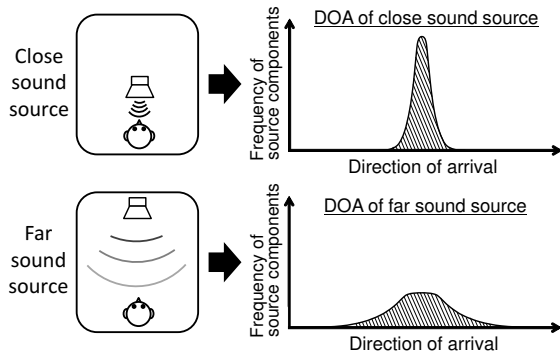 Close
sound
source
DOA of close sound source
Frequency of
source components
Direction of arrival
Far
sound
source
DOA of far sound source
Frequency of
source components
Direction of arrival